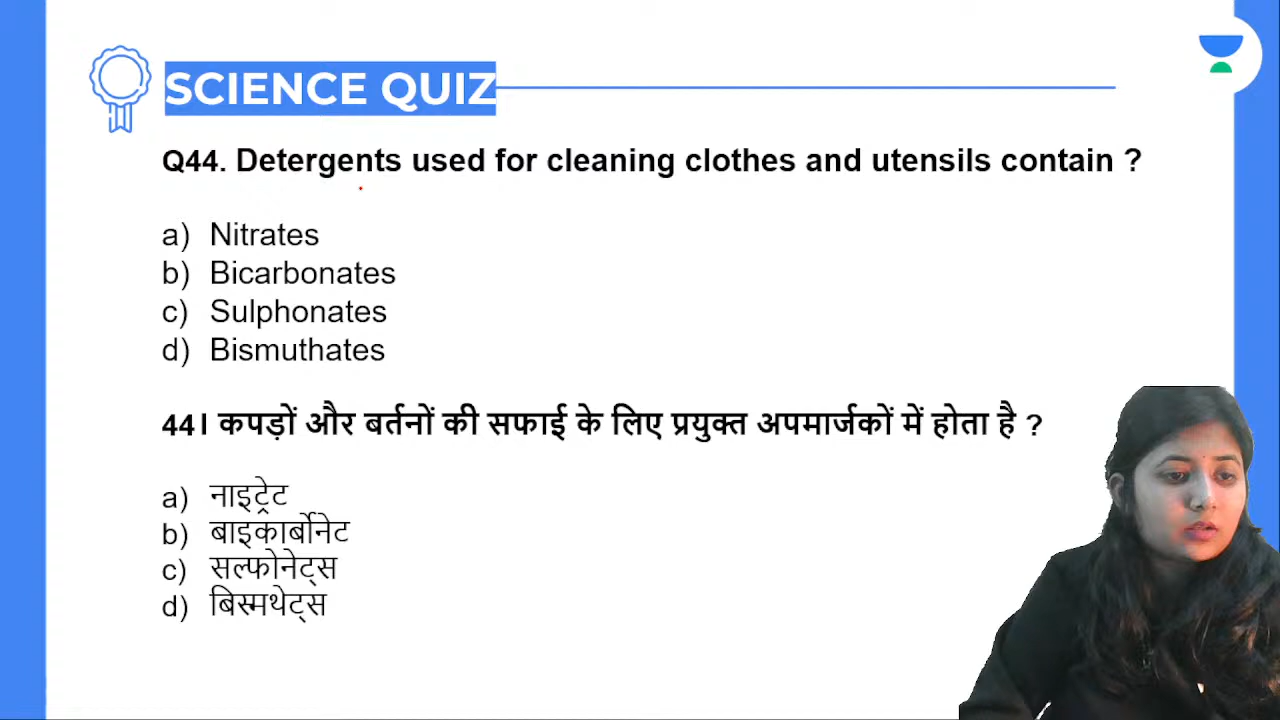 SCIENCE QUIZ
Q44. Detergents used for cleaning clothes and utensils contain ?
a) Nitrates
b) Bicarbonates
c) Sulphonates
d) Bismuthates
44। कपड़ों और बर्तनों की सफाई के लिए प्रयुक्त अपमार्जकों में होता है ?
a) नाइट्रेट
b) बाइकार्बोनेट
c) सल्फोनेट्स
d) बिस्मथेट्स